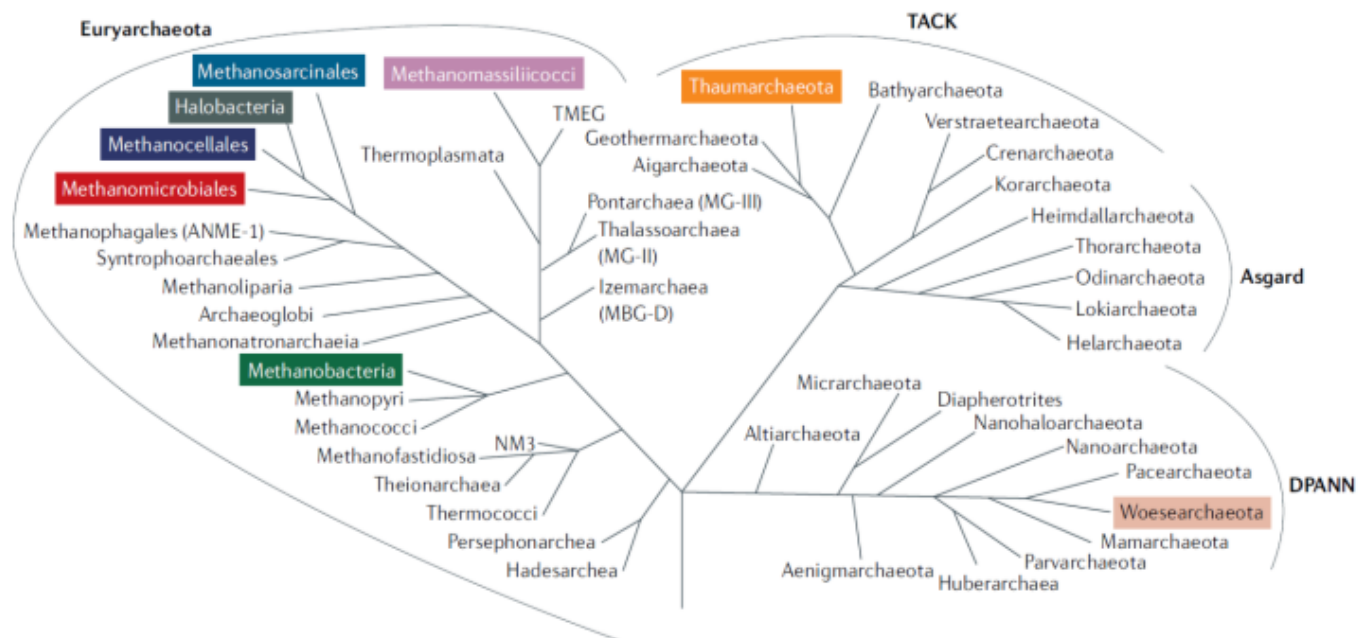 Euryarchaeota
Methanosarcinales
Methanomassiliicocci
Halobacteria
TMEG
Methanocellales
Thermoplasmata
Methanomicrobiales
Pontarchaea (MG-III)
Methanophagales (ANME-1)
Thalassoarchaea
(MG-II)
Syntrophoarchaeales
Methanoliparia
Izemarchaea
(MBG-D)
Archaeoglobi
Methanonatronarchaeia
Methanobacteria
Methanopyri
Methanococci
NM3
Methanofastidiosa
Theionarchaea
Thermococci
Persephonarchea
Hadesarchea
TACK
Thaumarchaeota
Bathyarchaeota
Geothermarchaeota
Verstraetearchaeota
Aigarchaeota
Crenarchaeota
Korarchaeota
Heimdallarchaeota
Thorarchaeota
Odinarchaeota
Asgard
Lokiarchaeota
Helarchaeota
Micrarchaeota
Diapherotrites
Altiarchaeota
Nanohaloarchaeota
Nanoarchaeota
Pacearchaeota
DPANN
Woesearchaeota
Mamarchaeota
Parvarchaeota
Aenigmarchaeota
Huberarchaea